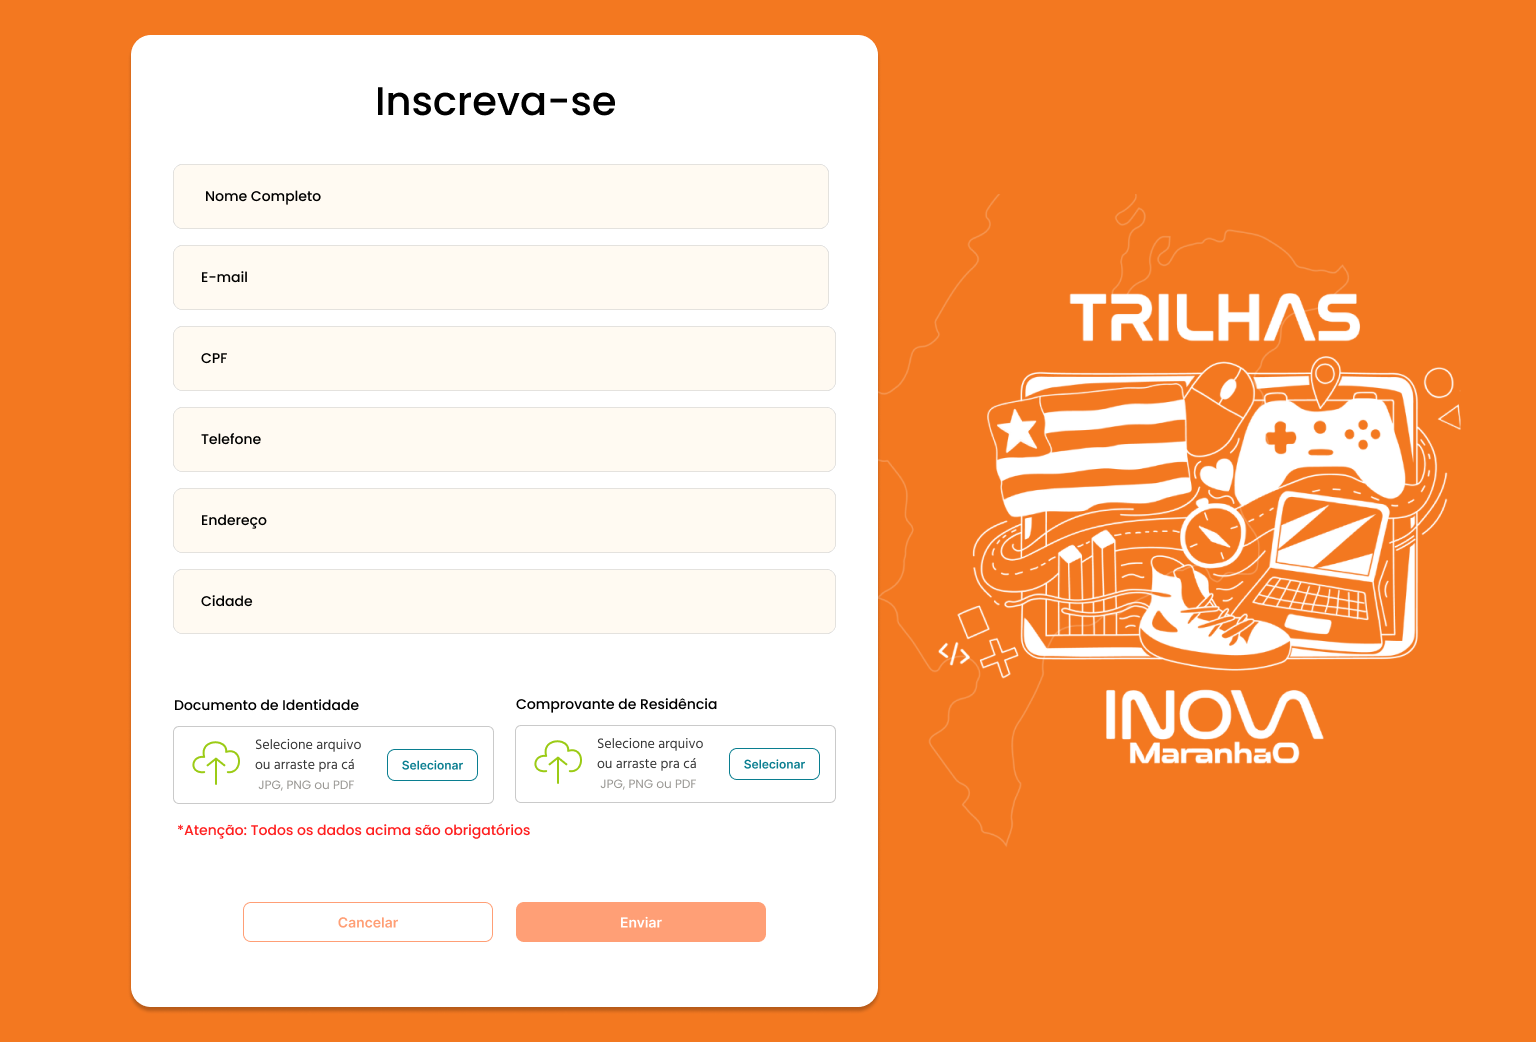 Inscreva-se
Nome Completo
E-mail
CPF
Telefone
Endereço
Cidade
Documento de Identidade
Selecione arquivo
ou arraste pra cá
JPG, PNG ou PDF
Selecionar
Comprovante de Residência
Selecione arquivo
ou arraste pra cá
JPG, PNG ou PDF
Selecionar
*Atenção: Todos os dados acima são obrigatórios
Cancelar
Enviar
TRILHAS
</>
INOVA
Maranhão